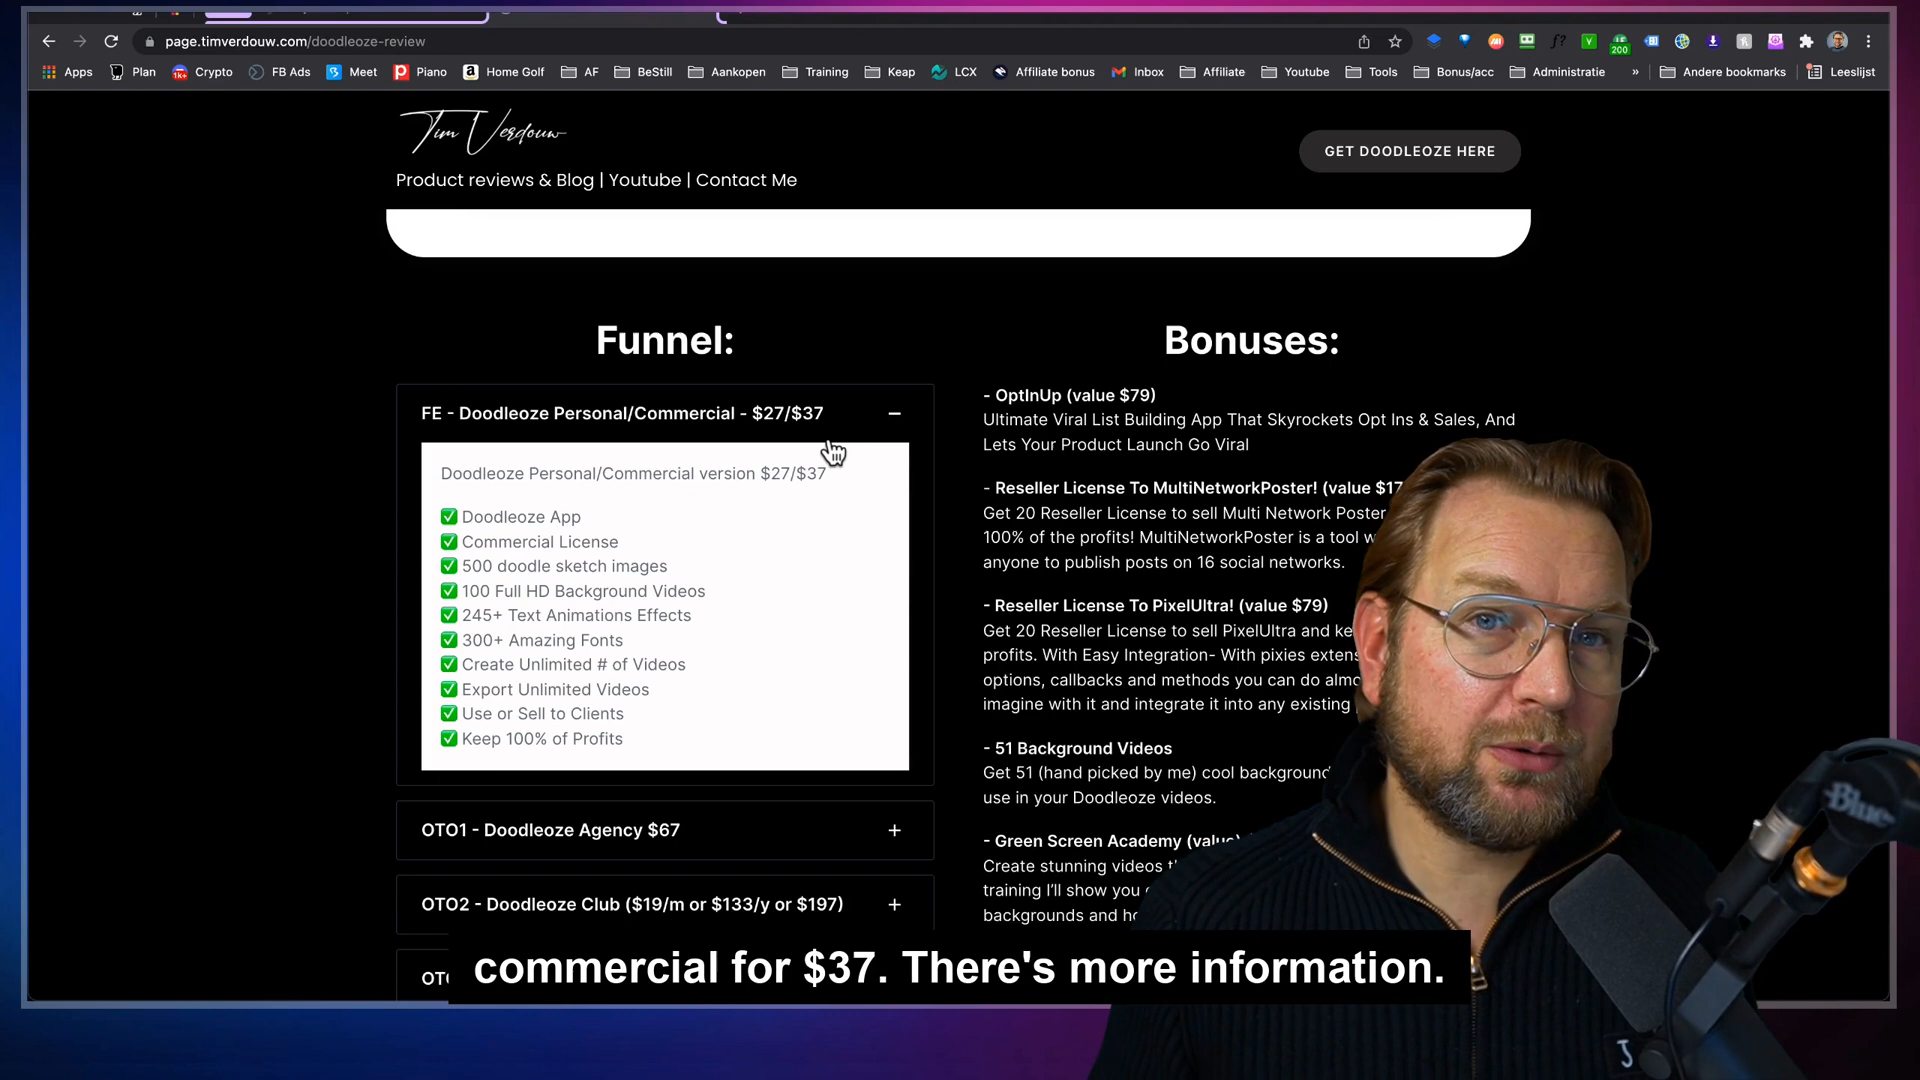 page.timverdouw.com/doodleoze-review
Apps
Plan
Crypto
FB Ads
Meet
Piano
Home Golf
AF
BeStill
Aankopen
Training
Keap
LCX
Affiliate bonus
Inbox
Affiliate
Youtube
Tools
Bonus/acc
Administratie
»
Andere bookmarks
Leeslijst
200
Tim Verdouw
GET DOODLEOZE HERE
Product reviews & Blog | Youtube | Contact Me
Funnel:
FE - Doodleoze Personal/Commercial - $27/$37
Doodleoze Personal/Commercial version $27/$37
✅ Doodleoze App
✅ Commercial License
✅ 500 doodle sketch images
✅ 100 Full HD Background Videos
✅ 245+ Text Animations Effects
✅ 300+ Amazing Fonts
✅ Create Unlimited # of Videos
✅ Export Unlimited Videos
✅ Use or Sell to Clients
✅ Keep 100% of Profits
OTO1 - Doodleoze Agency $67
OTO2 - Doodleoze Club ($19/m or $133/y or $197)
Bonuses:
- OptInUp (value $79)
Ultimate Viral List Building App That Skyrockets Opt Ins & Sales, And
Lets Your Product Launch Go Viral
- Reseller License To MultiNetworkPoster! (value $17
Get 20 Reseller License to sell Multi Network Poster
100% of the profits! MultiNetworkPoster is a tool
anyone to publish posts on 16 social networks.
- Reseller License To PixelUltra! (value $79)
Get 20 Reseller License to sell PixelUltra and
profits. With Easy Integration- With pixies
options, callbacks and methods you can do
imagine with it and integrate it into any existing
- 51 Background Videos
Get 51 (hand picked by me) cool background
use in your Doodleoze videos.
- Green Screen Academy (value)
Create stunning videos
training I'll show you
backgrounds and
commercial for $37. There's more information.
Blue